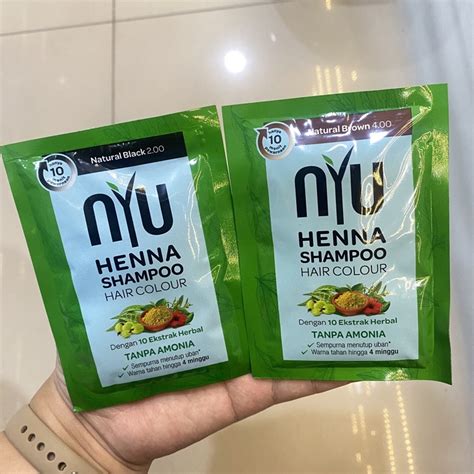 10
Natural Black 2.00
NYU
HENNA
SHAMPOO
HAIR COLOUR
Dengan 10 Ekstrak Herbal
TANPA AMONIA
Sempurna menutup uban*
Warna tahan hingga 4 minggu
10
Natural Brown 4.00
NYU
HENNA
SHAMPOO
HAIR COLOUR
Dengan 10 Ekstrak Herbal
TANPA AMONIA
Sempurna menutup uban*
Warna tahan hingga 4 minggu